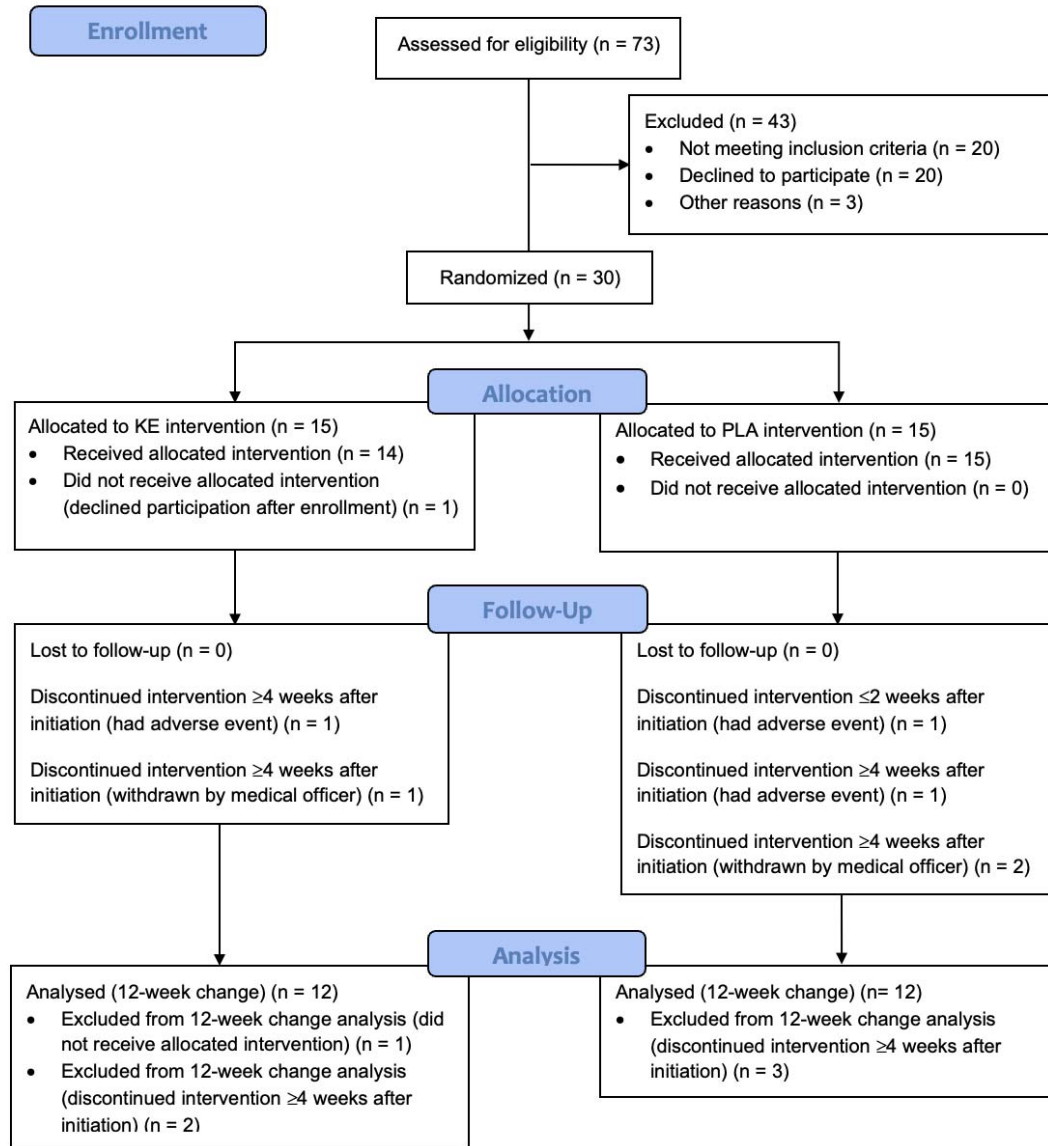 Enrollment
Assessed for eligibility (n = 73)
Excluded (n = 43)
• Not meeting inclusion criteria (n = 20)
• Declined to participate (n = 20)
• Other reasons (n = 3)
Randomized (n = 30)
Allocation
Allocated to KE intervention (n = 15)
• Received allocated intervention (n = 14)
• Did not receive allocated intervention
(declined participation after enrollment) (n = 1)
Allocated to PLA intervention (n = 15)
• Received allocated intervention (n = 15)
• Did not receive allocated intervention (n = 0)
Follow-Up
Lost to follow-up (n = 0)
Discontinued intervention ≥4 weeks after
initiation (had adverse event) (n = 1)
Discontinued intervention ≥4 weeks after
initiation (withdrawn by medical officer) (n = 1)
Lost to follow-up (n = 0)
Discontinued intervention ≤2 weeks after
initiation (had adverse event) (n = 1)
Discontinued intervention ≥4 weeks after
initiation (had adverse event) (n = 1)
Discontinued intervention ≥4 weeks after
initiation (withdrawn by medical officer) (n = 2)
Analysis
Analysed (12-week change) (n = 12)
• Excluded from 12-week change analysis (did
not receive allocated intervention) (n = 1)
• Excluded from 12-week change analysis
(discontinued intervention ≥4 weeks after
initiation) (n = 2)
Analysed (12-week change) (n= 12)
• Excluded from 12-week change analysis
(discontinued intervention ≥4 weeks after
initiation) (n = 3)